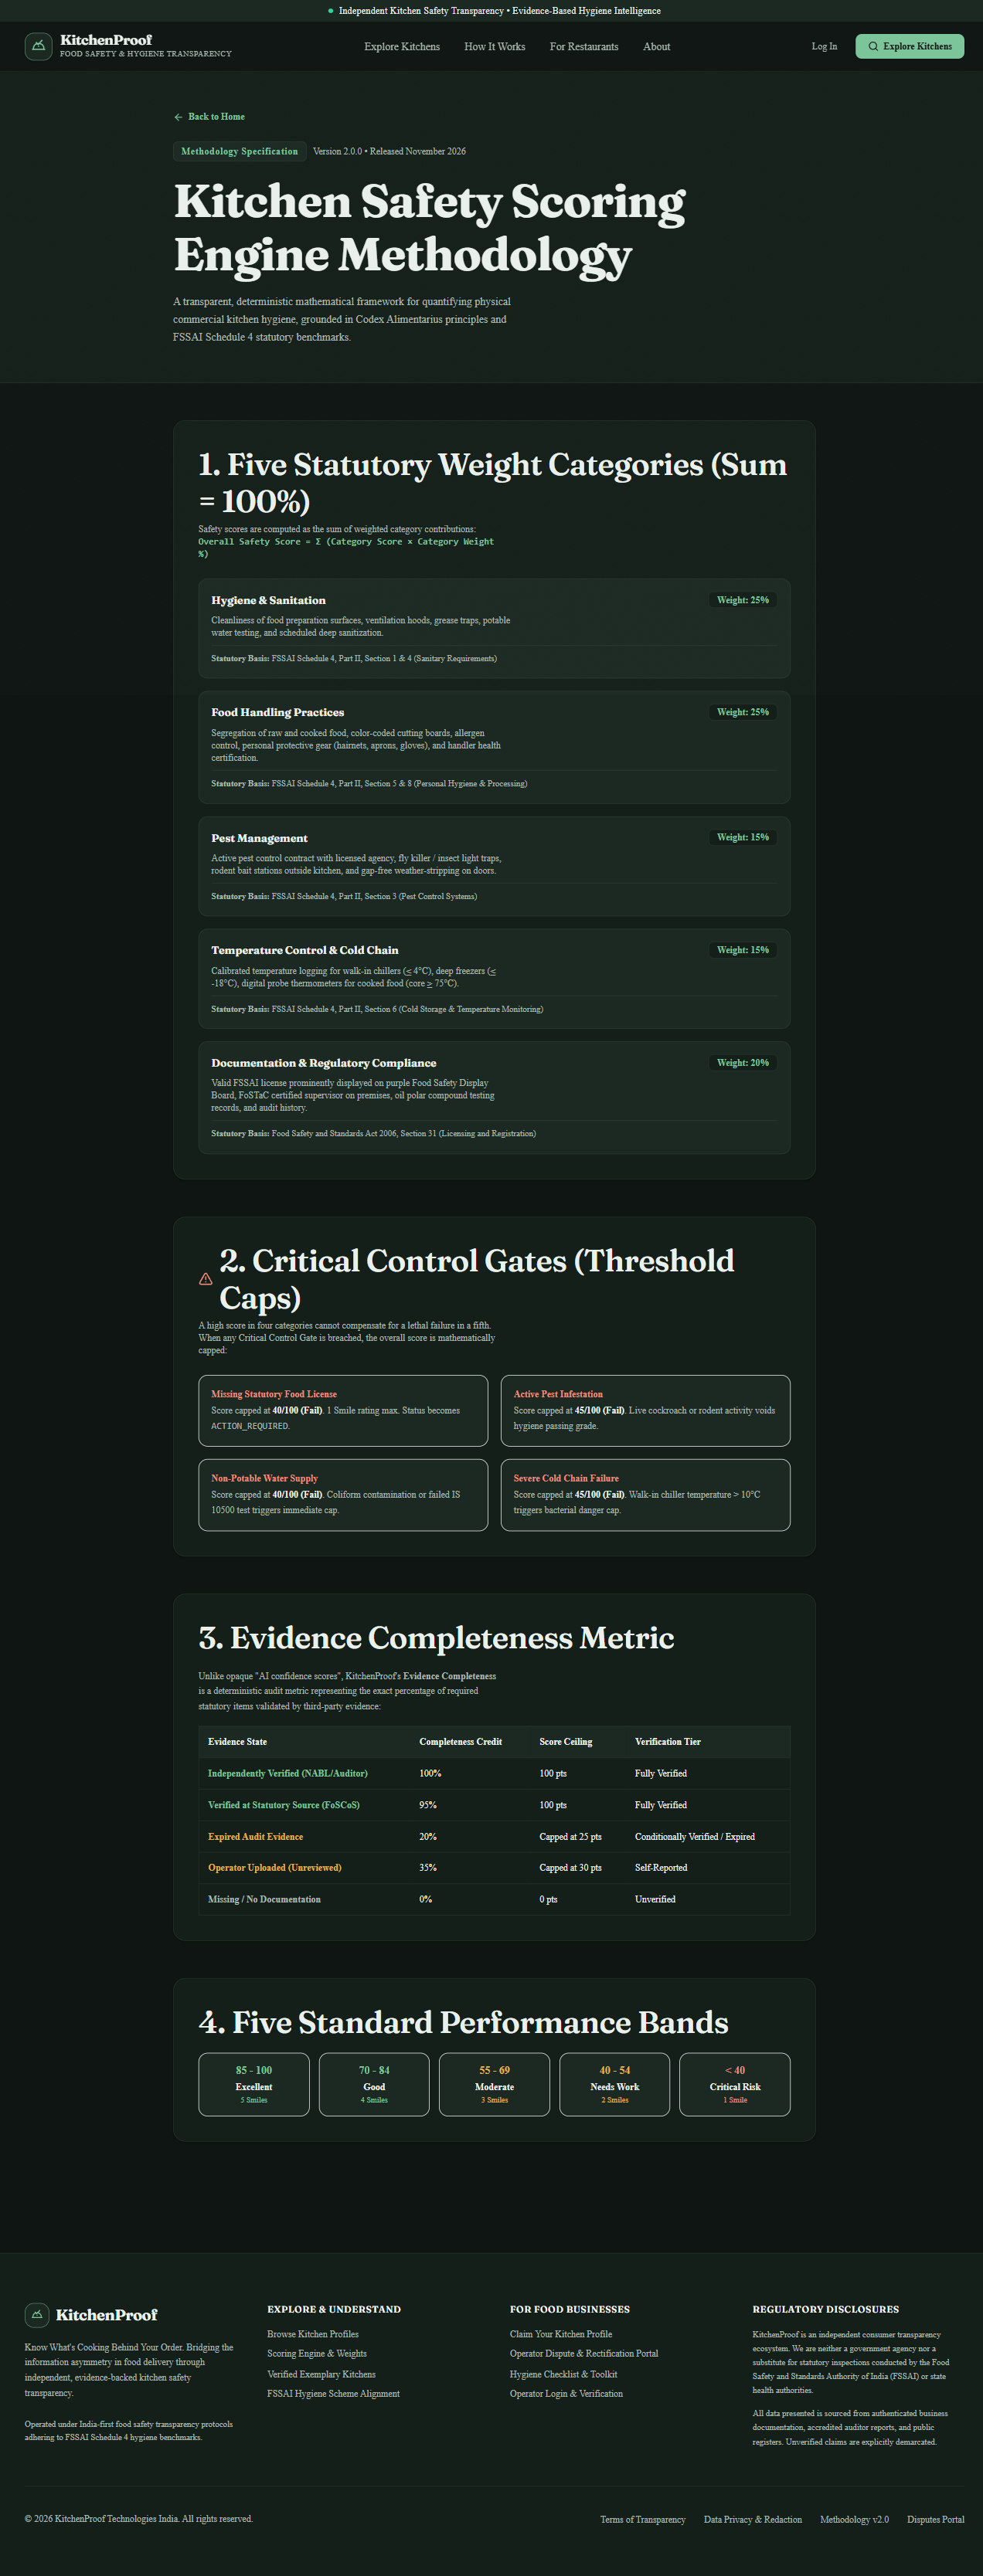 Independent Kitchen Safety Transparency • Evidence-Based Hygiene Intelligence
KitchenProof
FOOD SAFETY & HYGIENE TRANSPARENCY
Explore Kitchens
How It Works
For Restaurants
About
Log In
Explore Kitchens
Back to Home
Methodology Specification
Version 2.0.0 • Released November 2026
Kitchen Safety Scoring
Engine Methodology
A transparent, deterministic mathematical framework for quantifying physical
commercial kitchen hygiene, grounded in Codex Alimentarius principles and
FSSAI Schedule 4 statutory benchmarks.
1. Five Statutory Weight Categories (Sum
= 100%)
Safety scores are computed as the sum of weighted category contributions:
Overall Safety Score = Σ (Category Score × Category Weight
%)
Hygiene & Sanitation
Weight: 25%
Cleanliness of food preparation surfaces, ventilation hoods, grease traps, potable
water testing, and scheduled deep sanitization.
Statutory Basis: FSSAI Schedule 4, Part II, Section 1 & 4 (Sanitary Requirements)
Food Handling Practices
Weight: 25%
Segregation of raw and cooked food, color-coded cutting boards, allergen
control, personal protective gear (hairnets, aprons, gloves), and handler health
certification.
Statutory Basis: FSSAI Schedule 4, Part II, Section 5 & 8 (Personal Hygiene & Processing)
Pest Management
Weight: 15%
Active pest control contract with licensed agency, fly killer / insect light traps,
rodent bait stations outside kitchen, and gap-free weather-stripping on doors.
Statutory Basis: FSSAI Schedule 4, Part II, Section 3 (Pest Control Systems)
Temperature Control & Cold Chain
Weight: 15%
Calibrated temperature logging for walk-in chillers (≤ 4°C), deep freezers (≤
-18°C), digital probe thermometers for cooked food (core ≥ 75°C).
Statutory Basis: FSSAI Schedule 4, Part II, Section 6 (Cold Storage & Temperature Monitoring)
Documentation & Regulatory Compliance
Weight: 20%
Valid FSSAI license prominently displayed on purple Food Safety Display
Board, FoSTaC certified supervisor on premises, oil polar compound testing
records, and audit history.
Statutory Basis: Food Safety and Standards Act 2006, Section 31 (Licensing and Registration)
2. Critical Control Gates (Threshold
Caps)
A high score in four categories cannot compensate for a lethal failure in a fifth.
When any Critical Control Gate is breached, the overall score is mathematically
capped:
Missing Statutory Food License
Score capped at 40/100 (Fail). 1 Smile rating max. Status becomes
ACTION_REQUIRED.
Active Pest Infestation
Score capped at 45/100 (Fail). Live cockroach or rodent activity voids
hygiene passing grade.
Non-Potable Water Supply
Score capped at 40/100 (Fail). Coliform contamination or failed IS
10500 test triggers immediate cap.
Severe Cold Chain Failure
Score capped at 45/100 (Fail). Walk-in chiller temperature > 10°C
triggers bacterial danger cap.
3. Evidence Completeness Metric
Unlike opaque "AI confidence scores", KitchenProof's Evidence Completeness
is a deterministic audit metric representing the exact percentage of required
statutory items validated by third-party evidence:
Evidence State Completeness Credit Score Ceiling Verification Tier
Independently Verified (NABL/Auditor) 100% 100 pts Fully Verified
Verified at Statutory Source (FoSCoS) 95% 100 pts Fully Verified
Expired Audit Evidence 20% Capped at 25 pts Conditionally Verified / Expired
Operator Uploaded (Unreviewed) 35% Capped at 30 pts Self-Reported
Missing / No Documentation 0% 0 pts Unverified
4. Five Standard Performance Bands
85 - 100
Excellent
5 Smiles
70 - 84
Good
4 Smiles
55 - 69
Moderate
3 Smiles
40 - 54
Needs Work
2 Smiles
< 40
Critical Risk
1 Smile
KitchenProof
Know What's Cooking Behind Your Order. Bridging the
information asymmetry in food delivery through
independent, evidence-backed kitchen safety
transparency.
Operated under India-first food safety transparency protocols
adhering to FSSAI Schedule 4 hygiene benchmarks.
EXPLORE & UNDERSTAND
Browse Kitchen Profiles
Scoring Engine & Weights
Verified Exemplary Kitchens
FSSAI Hygiene Scheme Alignment
FOR FOOD BUSINESSES
Claim Your Kitchen Profile
Operator Dispute & Rectification Portal
Hygiene Checklist & Toolkit
Operator Login & Verification
REGULATORY DISCLOSURES
KitchenProof is an independent consumer transparency
ecosystem. We are neither a government agency nor a
substitute for statutory inspections conducted by the Food
Safety and Standards Authority of India (FSSAI) or state
health authorities.
All data presented is sourced from authenticated business
documentation, accredited auditor reports, and public
registers. Unverified claims are explicitly demarcated.
© 2026 KitchenProof Technologies India. All rights reserved.
Terms of Transparency
Data Privacy & Redaction
Methodology v2.0
Disputes Portal